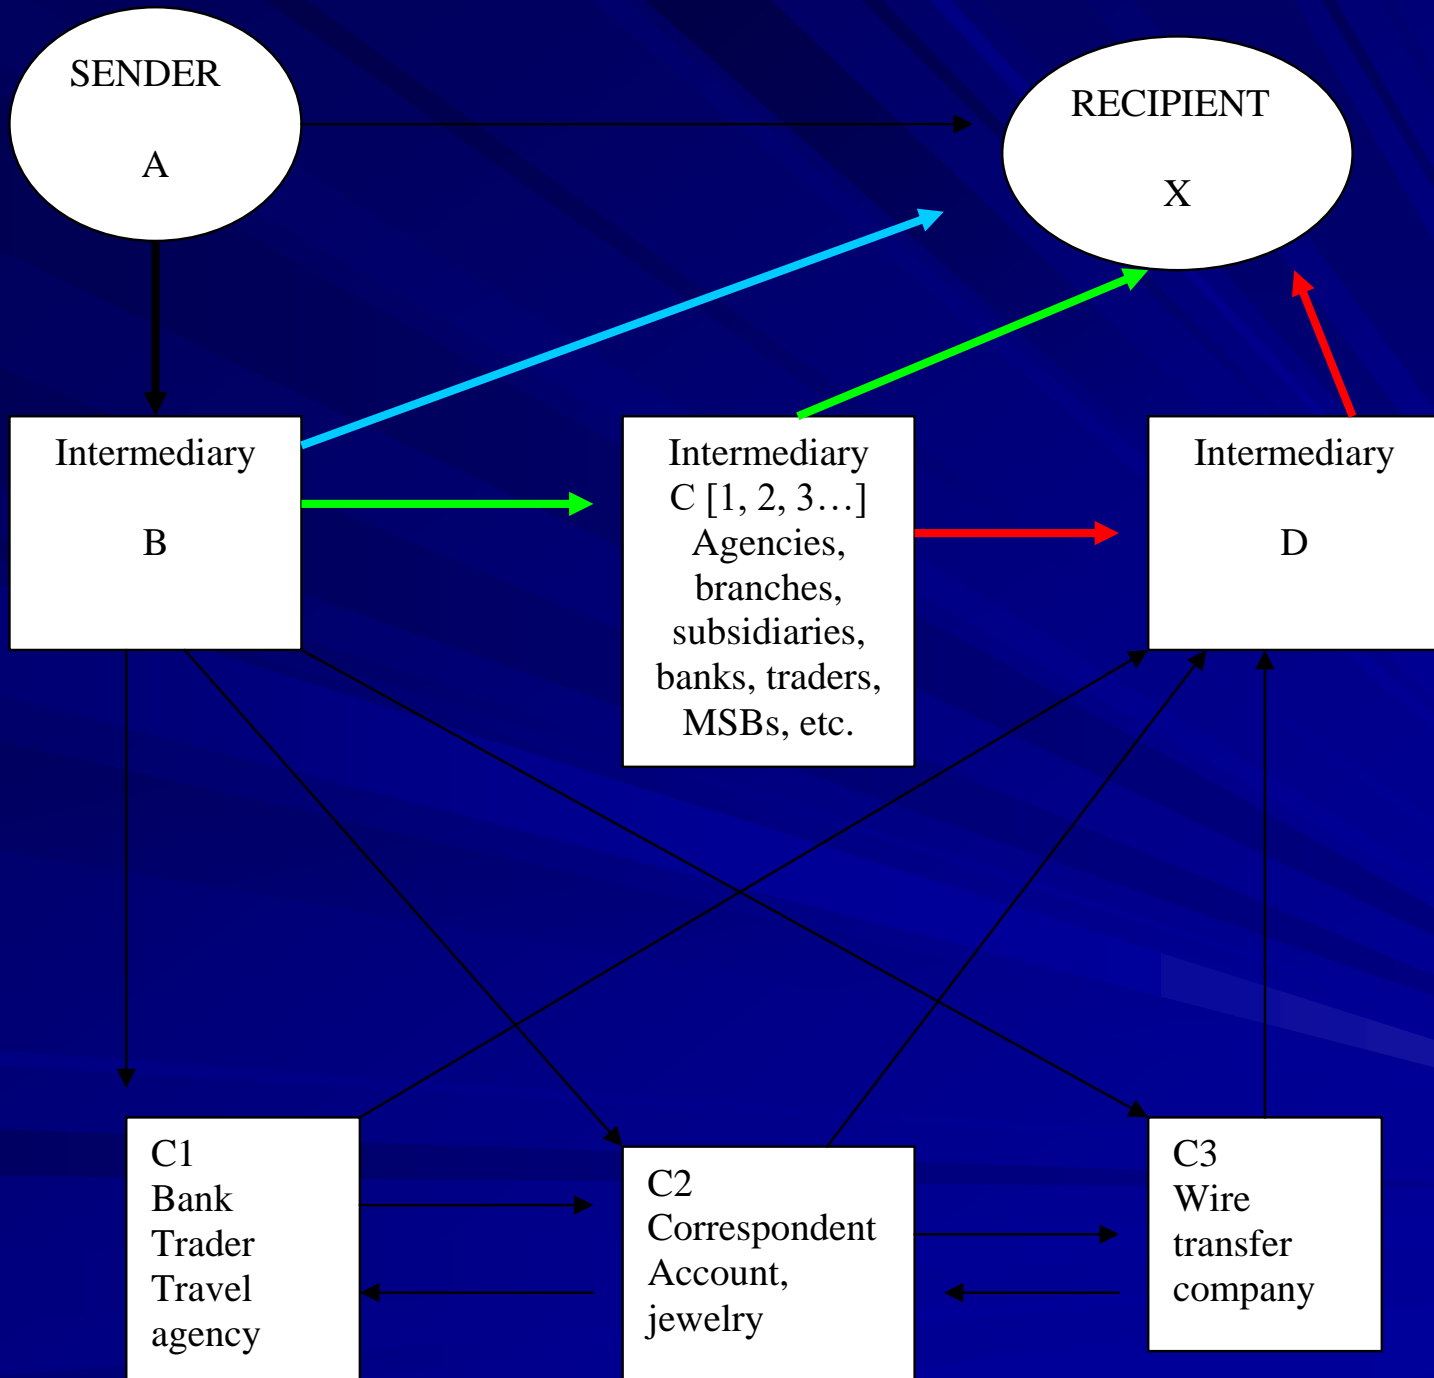 SENDER
A
RECIPIENT
X
Intermediary
B
Intermediary
C [1, 2, 3…]
Agencies,
branches,
subsidiaries,
banks, traders,
MSBs, etc.
Intermediary
D
C1
Bank
Trader
Travel
agency
C2
Correspondent
Account,
jewelry
C3
Wire
transfer
company